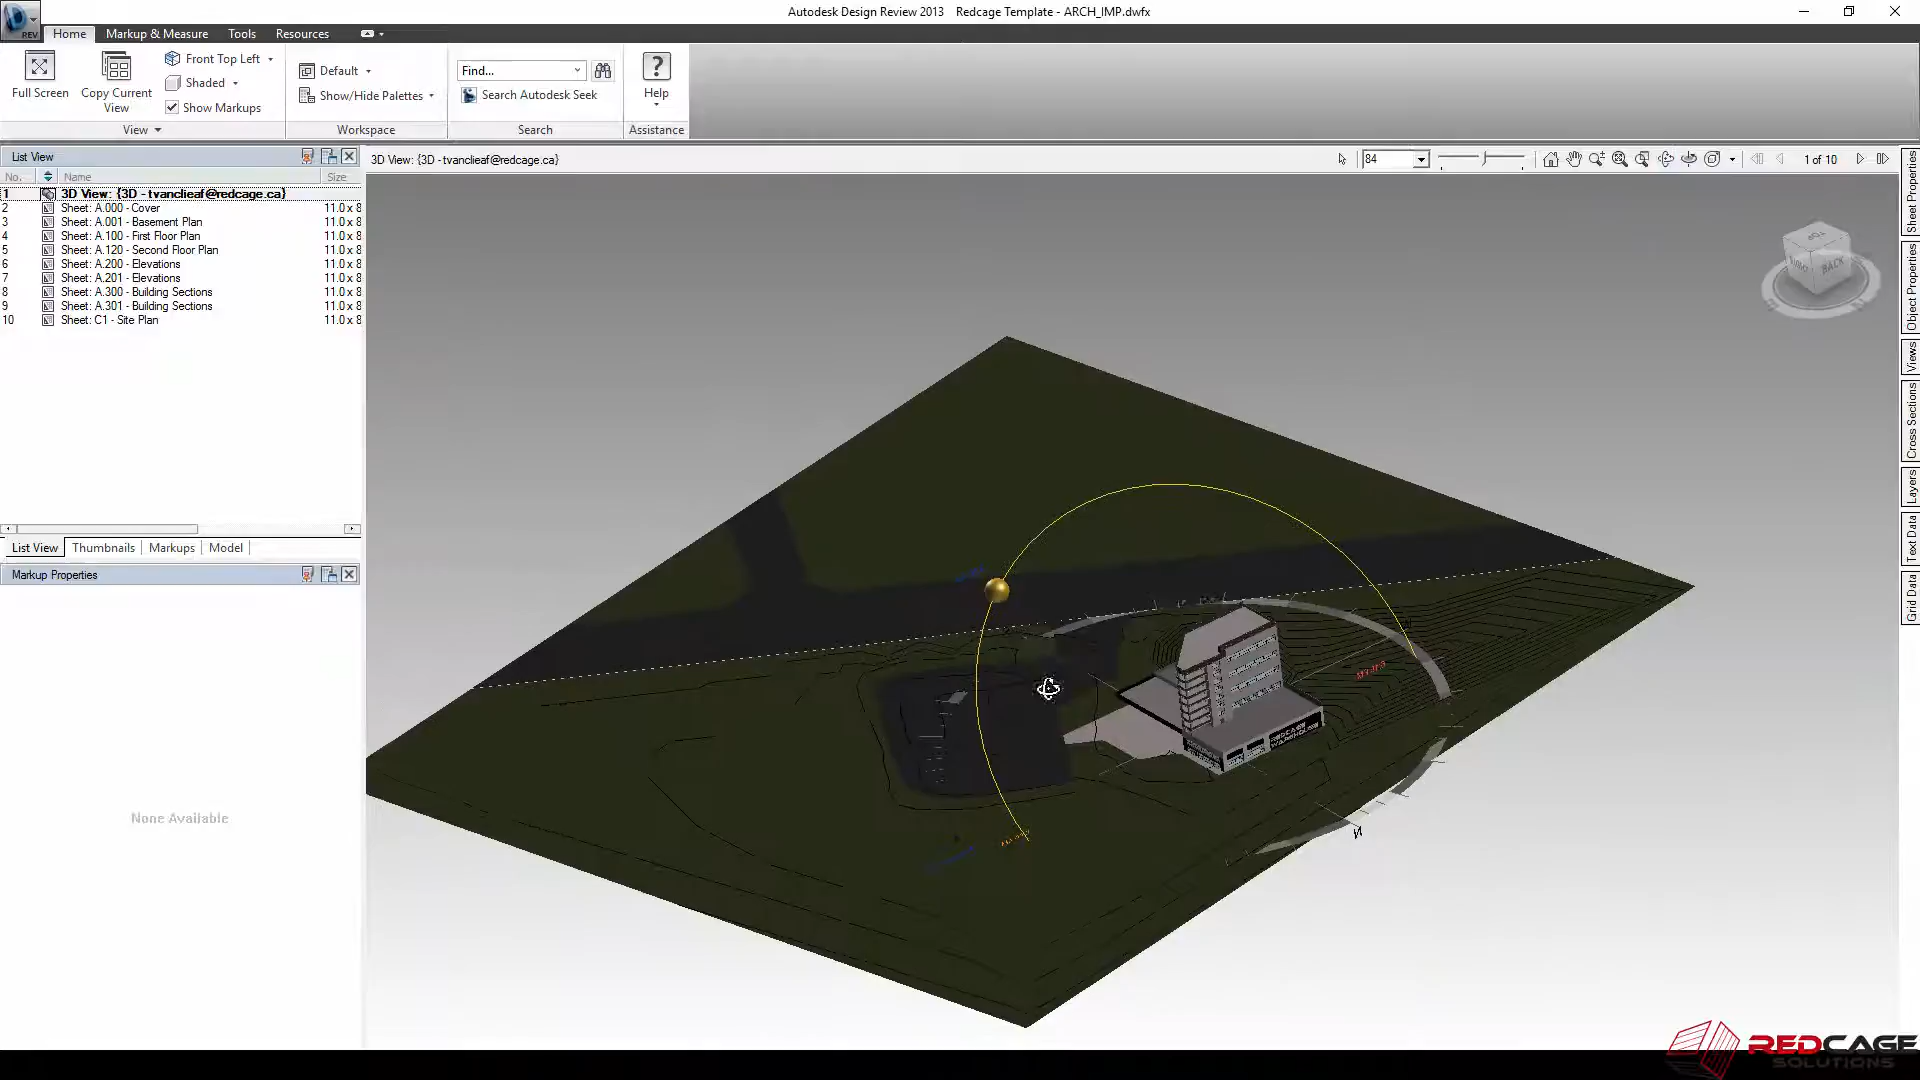 Autodesk Design Review 2013 Redcage Template - ARCH_IMP.dwfx
REV
Home Markup & Measure Tools Resources
Full Screen
Copy Current View
Front Top Left
Shaded
Show Markups
View
Default
Show/Hide Palettes
Workspace
Find...
Search Autodesk Seek
Search
?
Help
Assistance
List View
No. Name Size
1 3D View: {3D - tvanclieaf@redcage.ca}
2 Sheet: A.000 - Cover 11.0 x 8
3 Sheet: A.001 - Basement Plan 11.0 x 8
4 Sheet: A.100 - First Floor Plan 11.0 x 8
5 Sheet: A.120 - Second Floor Plan 11.0 x 8
6 Sheet: A.200 - Elevations 11.0 x 8
7 Sheet: A.201 - Elevations 11.0 x 8
8 Sheet: A.300 - Building Sections 11.0 x 8
9 Sheet: A.301 - Building Sections 11.0 x 8
10 Sheet: C1 - Site Plan 11.0 x 8
List View Thumbnails Markups Model
Markup Properties
None Available
3D View: {3D - tvanclieaf@redcage.ca}
84
1 of 10
TOP
BACK
REDCAGE
WAREHOUSE
N
Sheet Properties
Object Properties
Views
Cross Sections
Layers
Text Data
Grid Data
REDCAGE
SOLUTIONS